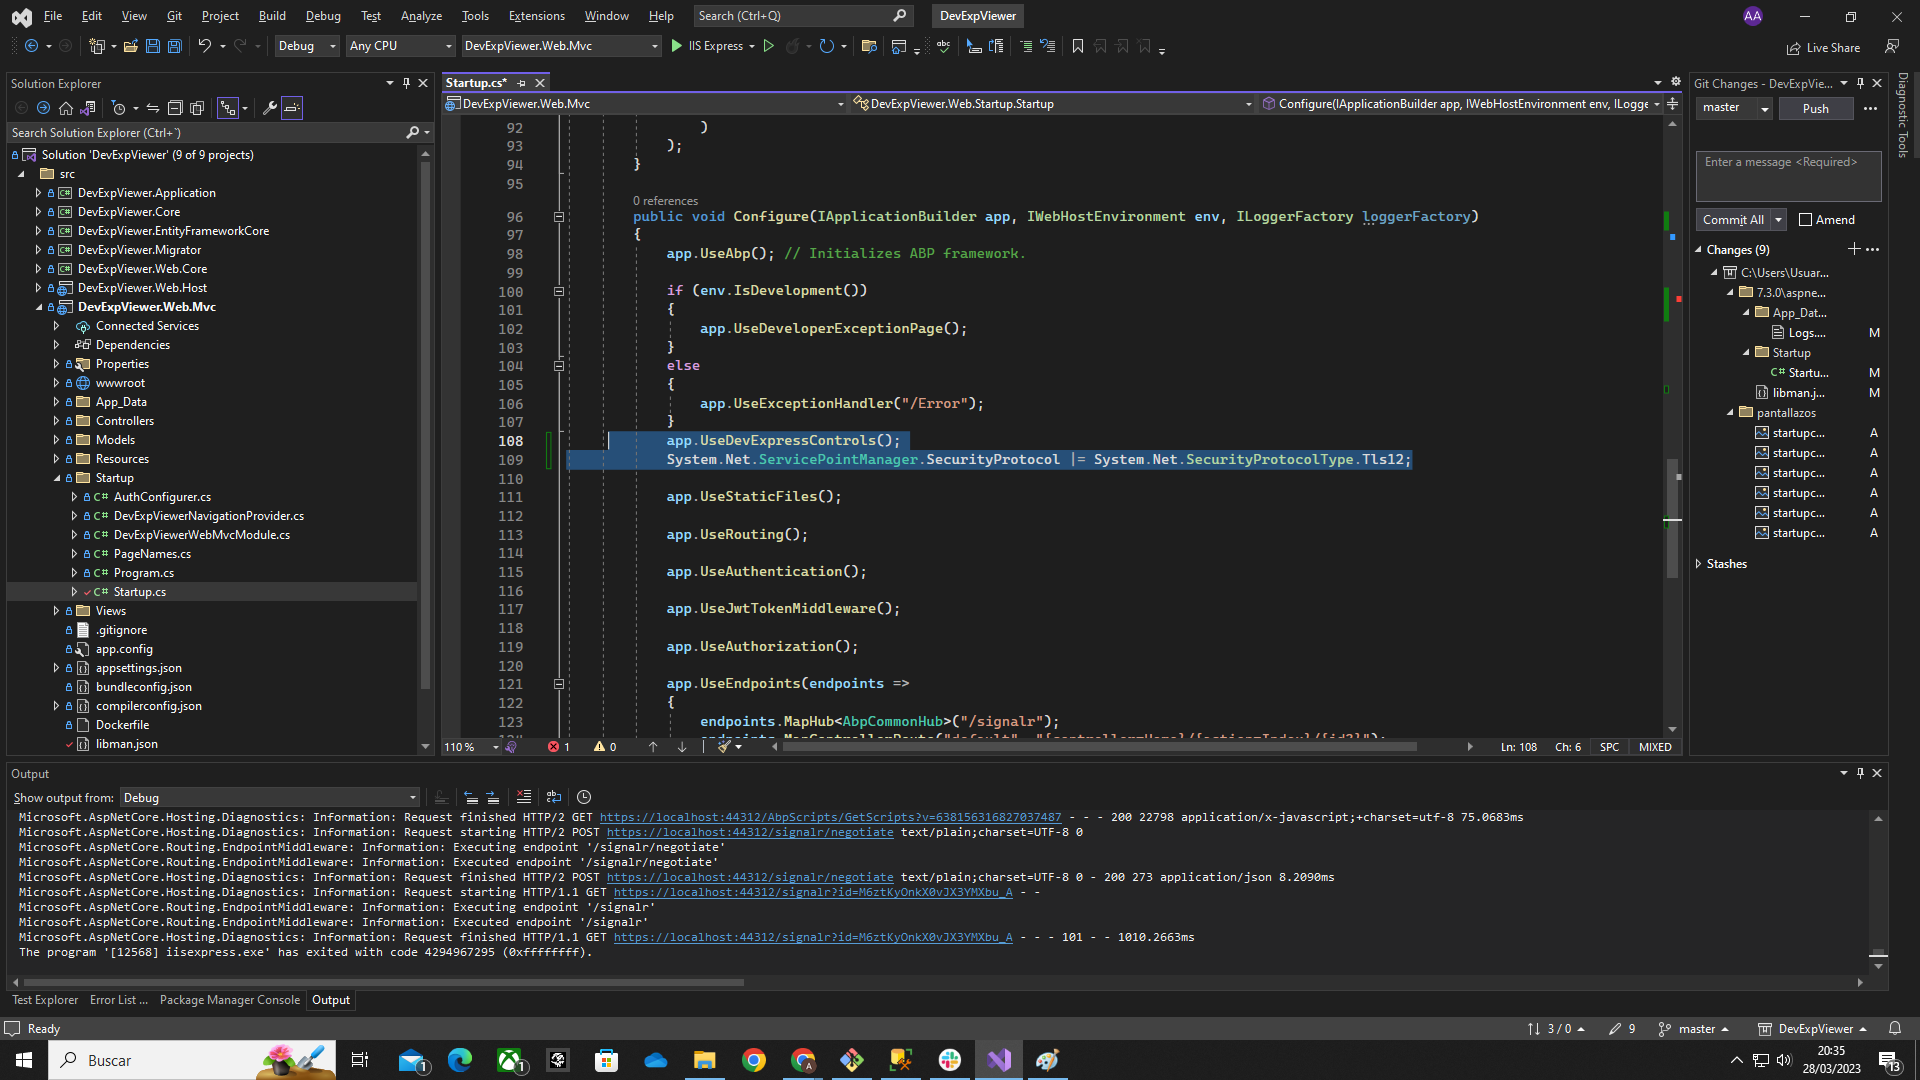 File Edit View Git Project Build Debug Test Analyze Tools Extensions Window Help Search (Ctrl+Q) DevExpViewer AA
Debug Any CPU DevExpViewer.Web.Mvc IIS Express Live Share
Solution Explorer
Search Solution Explorer (Ctrl+`)
Solution 'DevExpViewer' (9 of 9 projects)
src
DevExpViewer.Application
DevExpViewer.Core
DevExpViewer.EntityFrameworkCore
DevExpViewer.Migrator
DevExpViewer.Web.Core
DevExpViewer.Web.Host
DevExpViewer.Web.Mvc
Connected Services
Dependencies
Properties
wwwroot
App_Data
Controllers
Models
Resources
Startup
C# AuthConfigurer.cs
C# DevExpViewerNavigationProvider.cs
C# DevExpViewerWebMvcModule.cs
C# PageNames.cs
C# Program.cs
C# Startup.cs
Views
.gitignore
app.config
appsettings.json
bundleconfig.json
compilerconfig.json
Dockerfile
libman.json
Startup.cs*
DevExpViewer.Web.Mvc DevExpViewer.Web.Startup.Startup Configure(IApplicationBuilder app, IWebHostEnvironment env, ILogge
92 )
93 );
94 }
95
0 references
96 public void Configure(IApplicationBuilder app, IWebHostEnvironment env, ILoggerFactory loggerFactory)
97 {
98 app.UseAbp(); // Initializes ABP framework.
99
100 if (env.IsDevelopment())
101 {
102 app.UseDeveloperExceptionPage();
103 }
104 else
105 {
106 app.UseExceptionHandler("/Error");
107 }
108 app.UseDevExpressControls();
109 System.Net.ServicePointManager.SecurityProtocol |= System.Net.SecurityProtocolType.Tls12;
110
111 app.UseStaticFiles();
112
113 app.UseRouting();
114
115 app.UseAuthentication();
116
117 app.UseJwtTokenMiddleware();
118
119 app.UseAuthorization();
120
121 app.UseEndpoints(endpoints =>
122 {
123 endpoints.MapHub<AbpCommonHub>("/signalr");
110 % 1 0 Ln: 108 Ch: 6 SPC MIXED
Git Changes - DevExpVie...
master Push
Enter a message <Required>
Commit All Amend
Changes (9)
C:\Users\Usuar...
7.3.0\aspne...
App_Dat...
Logs.... M
Startup
C# Startu... M
libman.j... M
pantallazos
startupc... A
startupc... A
startupc... A
startupc... A
startupc... A
startupc... A
Stashes
Diagnostic Tools
Output
Show output from: Debug
Microsoft.AspNetCore.Hosting.Diagnostics: Information: Request finished HTTP/2 GET https://localhost:44312/AbpScripts/GetScripts?v=638156316827037487 - - - 200 22798 application/x-javascript;+charset=utf-8 75.0683ms
Microsoft.AspNetCore.Hosting.Diagnostics: Information: Request starting HTTP/2 POST https://localhost:44312/signalr/negotiate text/plain;charset=UTF-8 0
Microsoft.AspNetCore.Routing.EndpointMiddleware: Information: Executing endpoint '/signalr/negotiate'
Microsoft.AspNetCore.Routing.EndpointMiddleware: Information: Executed endpoint '/signalr/negotiate'
Microsoft.AspNetCore.Hosting.Diagnostics: Information: Request finished HTTP/2 POST https://localhost:44312/signalr/negotiate text/plain;charset=UTF-8 0 - 200 273 application/json 8.2090ms
Microsoft.AspNetCore.Hosting.Diagnostics: Information: Request starting HTTP/1.1 GET https://localhost:44312/signalr?id=M6ztKyOnkX0vJX3YMXbu_A - -
Microsoft.AspNetCore.Routing.EndpointMiddleware: Information: Executing endpoint '/signalr'
Microsoft.AspNetCore.Routing.EndpointMiddleware: Information: Executed endpoint '/signalr'
Microsoft.AspNetCore.Hosting.Diagnostics: Information: Request finished HTTP/1.1 GET https://localhost:44312/signalr?id=M6ztKyOnkX0vJX3YMXbu_A - - - 101 - - 1010.2663ms
The program '[12568] iisexpress.exe' has exited with code 4294967295 (0xffffffff).
Test Explorer Error List ... Package Manager Console Output
Ready 3 / 0 9 master DevExpViewer
Buscar 1 1 20:35
28/03/2023 13